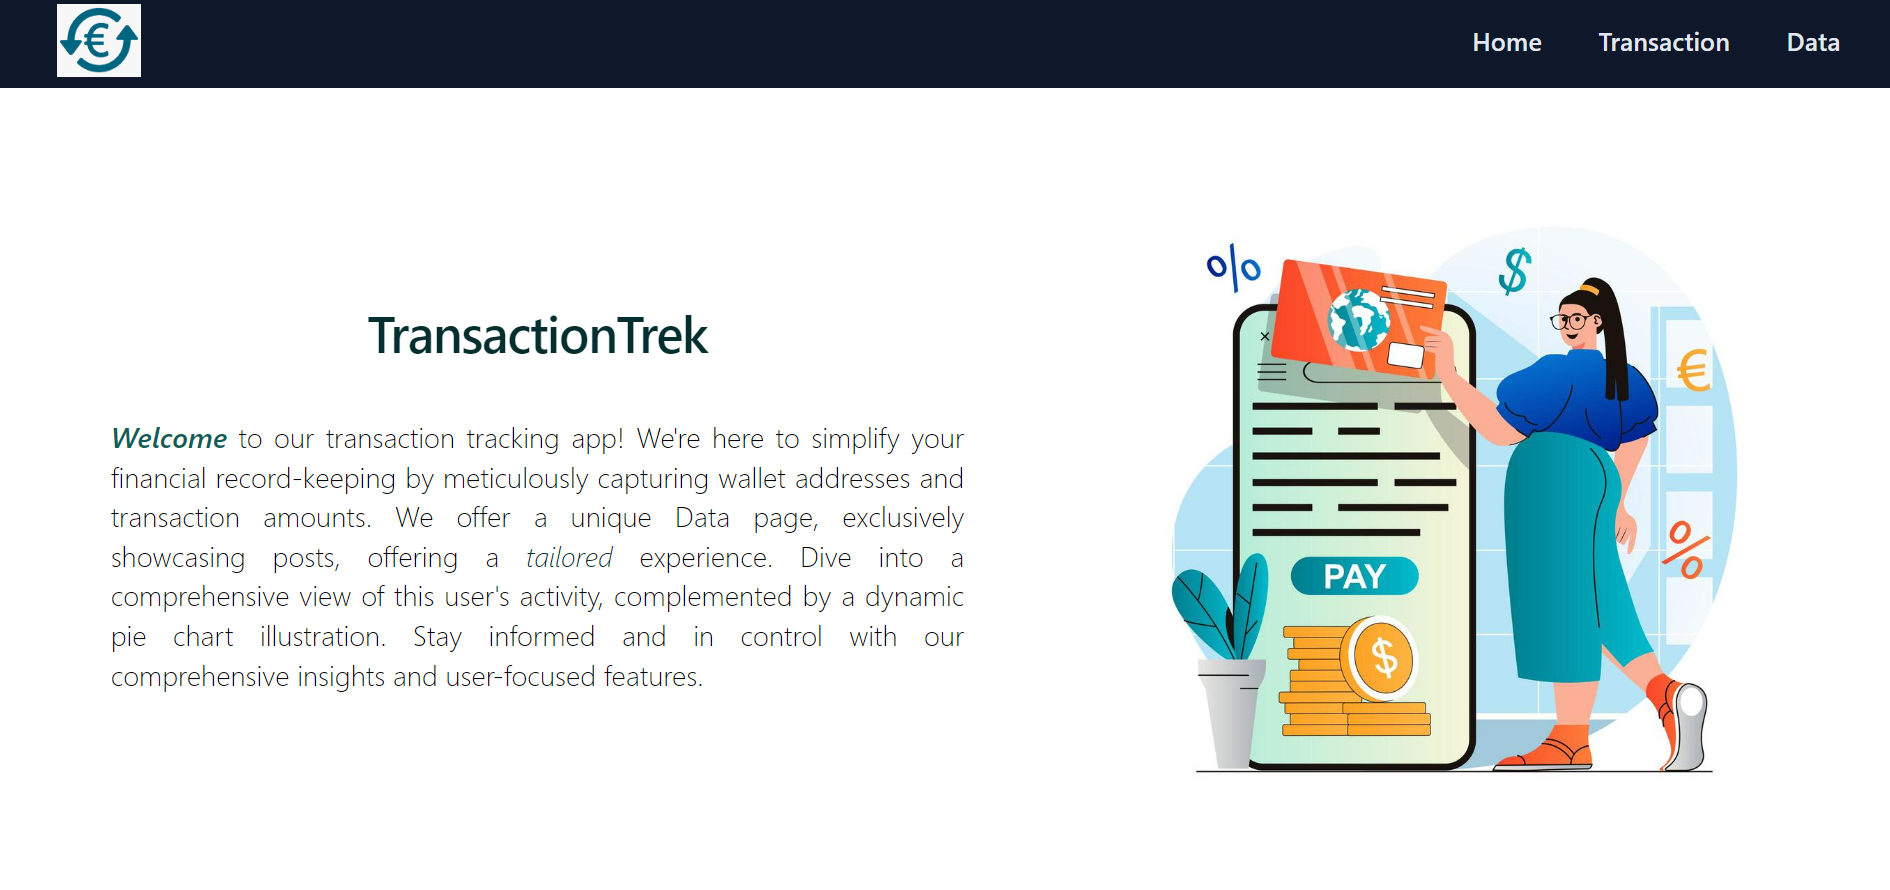 €
Home Transaction Data
TransactionTrek
Welcome to our transaction tracking app! We're here to simplify your
financial record-keeping by meticulously capturing wallet addresses and
transaction amounts. We offer a unique Data page, exclusively
showcasing posts, offering a tailored experience. Dive into a
comprehensive view of this user's activity, complemented by a dynamic
pie chart illustration. Stay informed and in control with our
comprehensive insights and user-focused features.
%
$
€
%
PAY
$